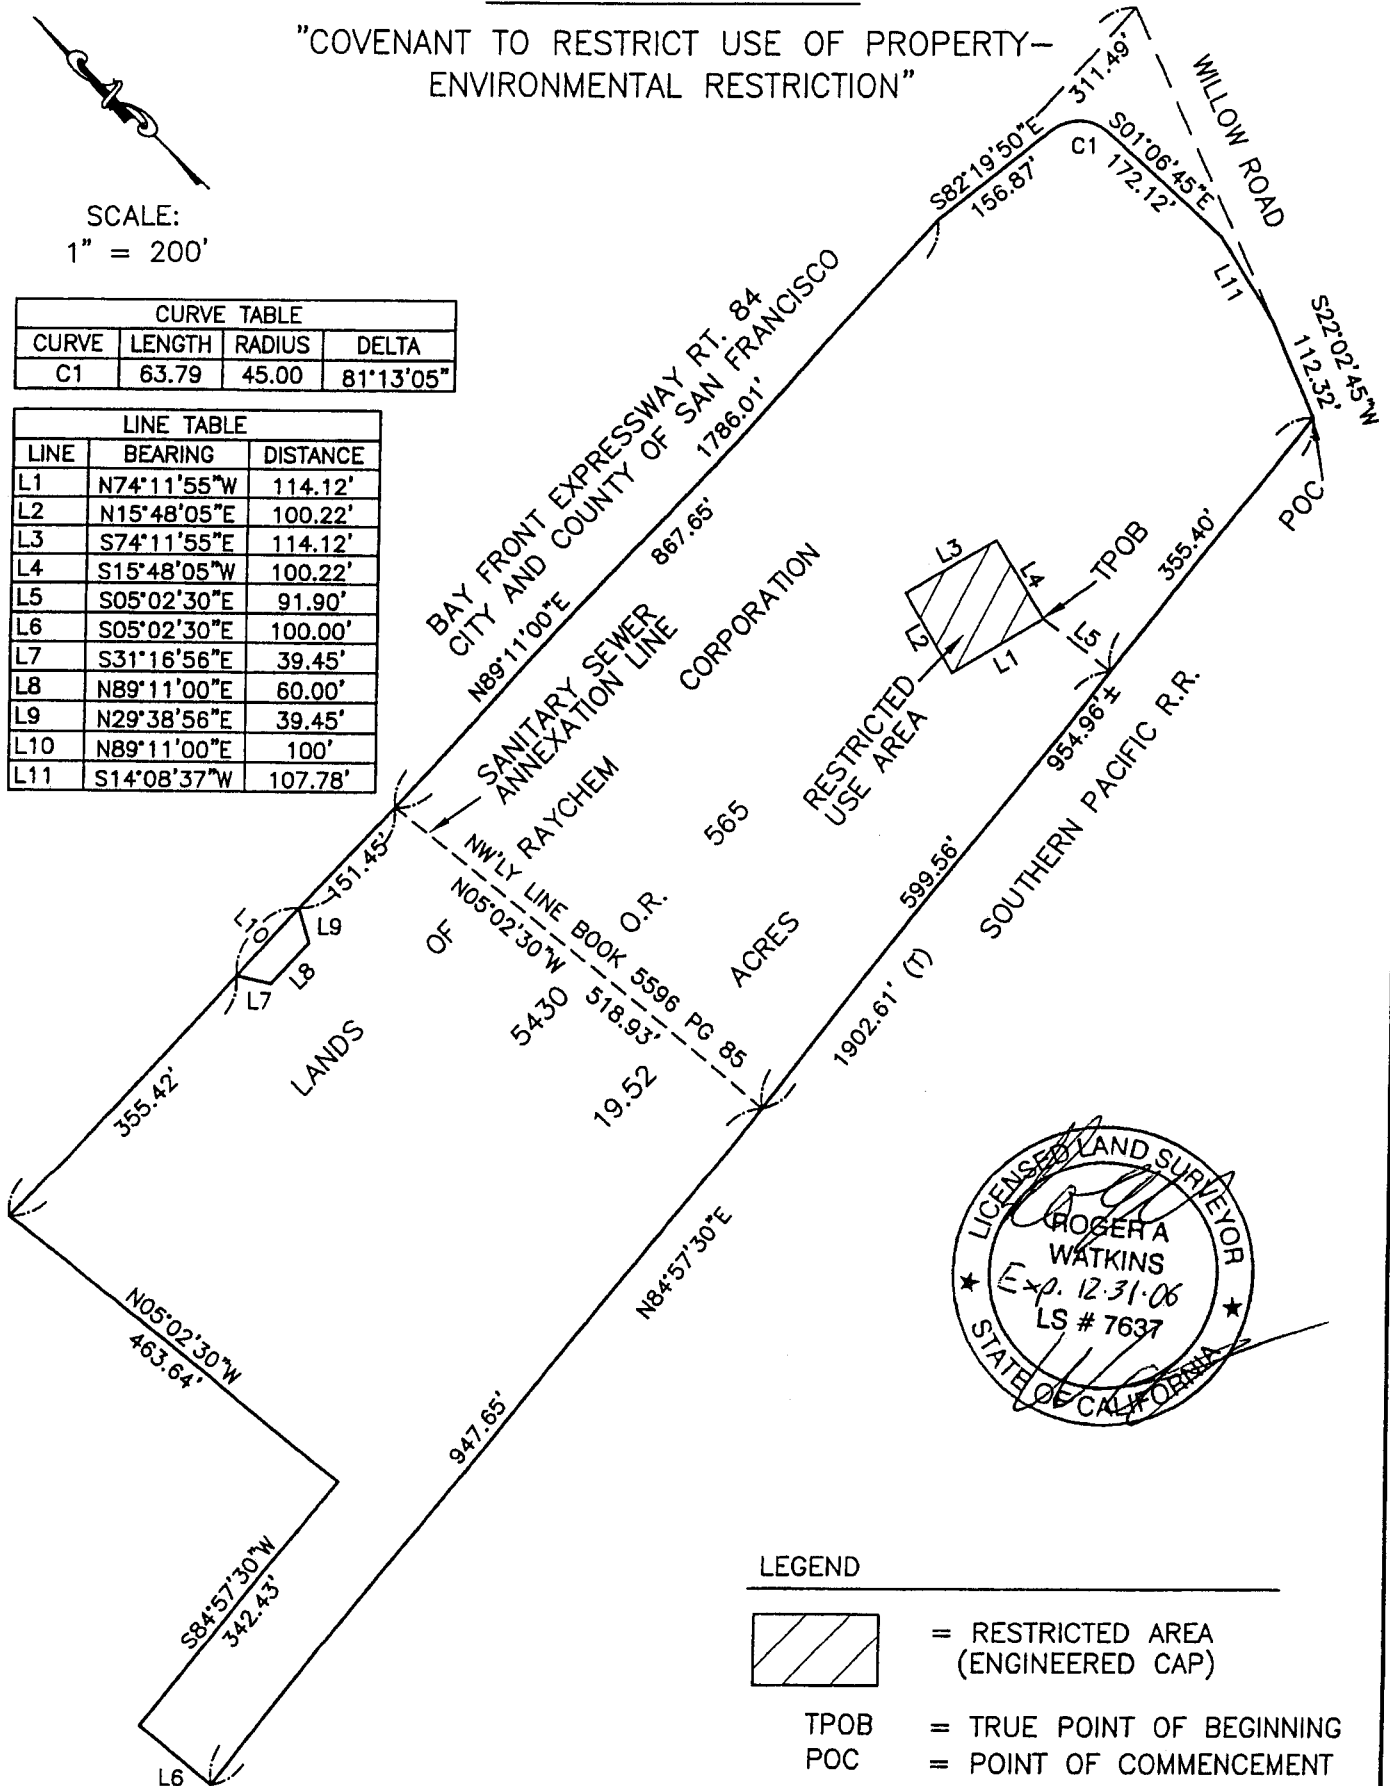 "COVENANT TO RESTRICT USE OF PROPERTY-
ENVIRONMENTAL RESTRICTION"
SCALE:
1" = 200'
CURVE TABLE
CURVE LENGTH RADIUS DELTA
C1 63.79 45.00 81°13'05"
LINE TABLE
LINE BEARING DISTANCE
L1 N74°11'55"W 114.12'
L2 N15°48'05"E 100.22'
L3 S74°11'55"E 114.12'
L4 S15°48'05"W 100.22'
L5 S05°02'30"E 91.90'
L6 S05°02'30"E 100.00'
L7 S31°16'56"E 39.45'
L8 N89°11'00"E 60.00'
L9 N29°38'56"E 39.45'
L10 N89°11'00"E 100'
L11 S14°08'37"W 107.78'
311.49'
WILLOW ROAD
S82°19'50"E
156.87'
C1
S01°06'45"E
172.12'
L11
S22°02'45"W
112.32'
POC
BAY FRONT EXPRESSWAY RT. 84
CITY AND COUNTY OF SAN FRANCISCO
1786.01'
867.65'
N89°11'00"E
SANITARY SEWER
ANNEXATION LINE
L3
L4
L2
L1
TPOB
L5
355.40'
RESTRICTED
USE AREA
954.96'±
SOUTHERN PACIFIC R.R.
599.56'
1902.61' (T)
LANDS
OF
RAYCHEM
CORPORATION
5430
O.R.
565
19.52
ACRES
NW'LY LINE BOOK 5596 PG 85
N05°02'30"W
518.93'
151.45'
L10
L9
L8
L7
355.42'
N05°02'30"W
463.64'
N84°57'30"E
947.65'
S84°57'30"W
342.43'
L6
LICENSED LAND SURVEYOR
ROGER A
WATKINS
Exp. 12·31·06
LS # 7637
STATE OF CALIFORNIA
LEGEND
= RESTRICTED AREA
(ENGINEERED CAP)
TPOB = TRUE POINT OF BEGINNING
POC = POINT OF COMMENCEMENT